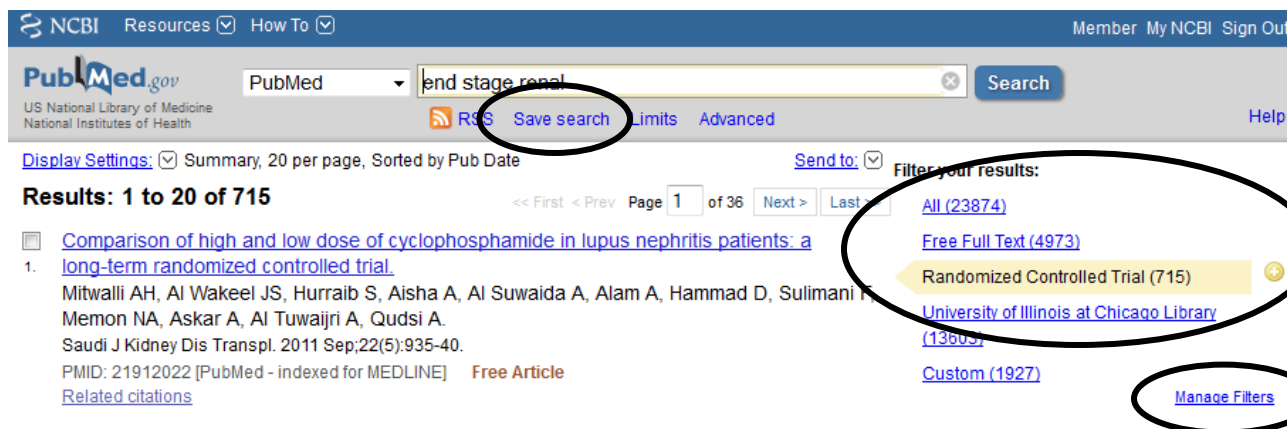 NCBI Resources How To Member My NCBI Sign Out
PubMed.gov PubMed end stage renal Search
US National Library of Medicine
National Institutes of Health
RSS Save search Limits Advanced Help
Display Settings: Summary, 20 per page, Sorted by Pub Date Send to: Filter your results:
Results: 1 to 20 of 715 << First < Prev Page 1 of 36 Next > Last >>
All (23874)
Free Full Text (4973)
Randomized Controlled Trial (715)
University of Illinois at Chicago Library
(13603)
Custom (1927)
Manage Filters
1. Comparison of high and low dose of cyclophosphamide in lupus nephritis patients: a
long-term randomized controlled trial.
Mitwalli AH, Al Wakeel JS, Hurraib S, Aisha A, Al Suwaida A, Alam A, Hammad D, Sulimani F,
Memon NA, Askar A, Al Tuwaijri A, Qudsi A.
Saudi J Kidney Dis Transpl. 2011 Sep;22(5):935-40.
PMID: 21912022 [PubMed - indexed for MEDLINE] Free Article
Related citations